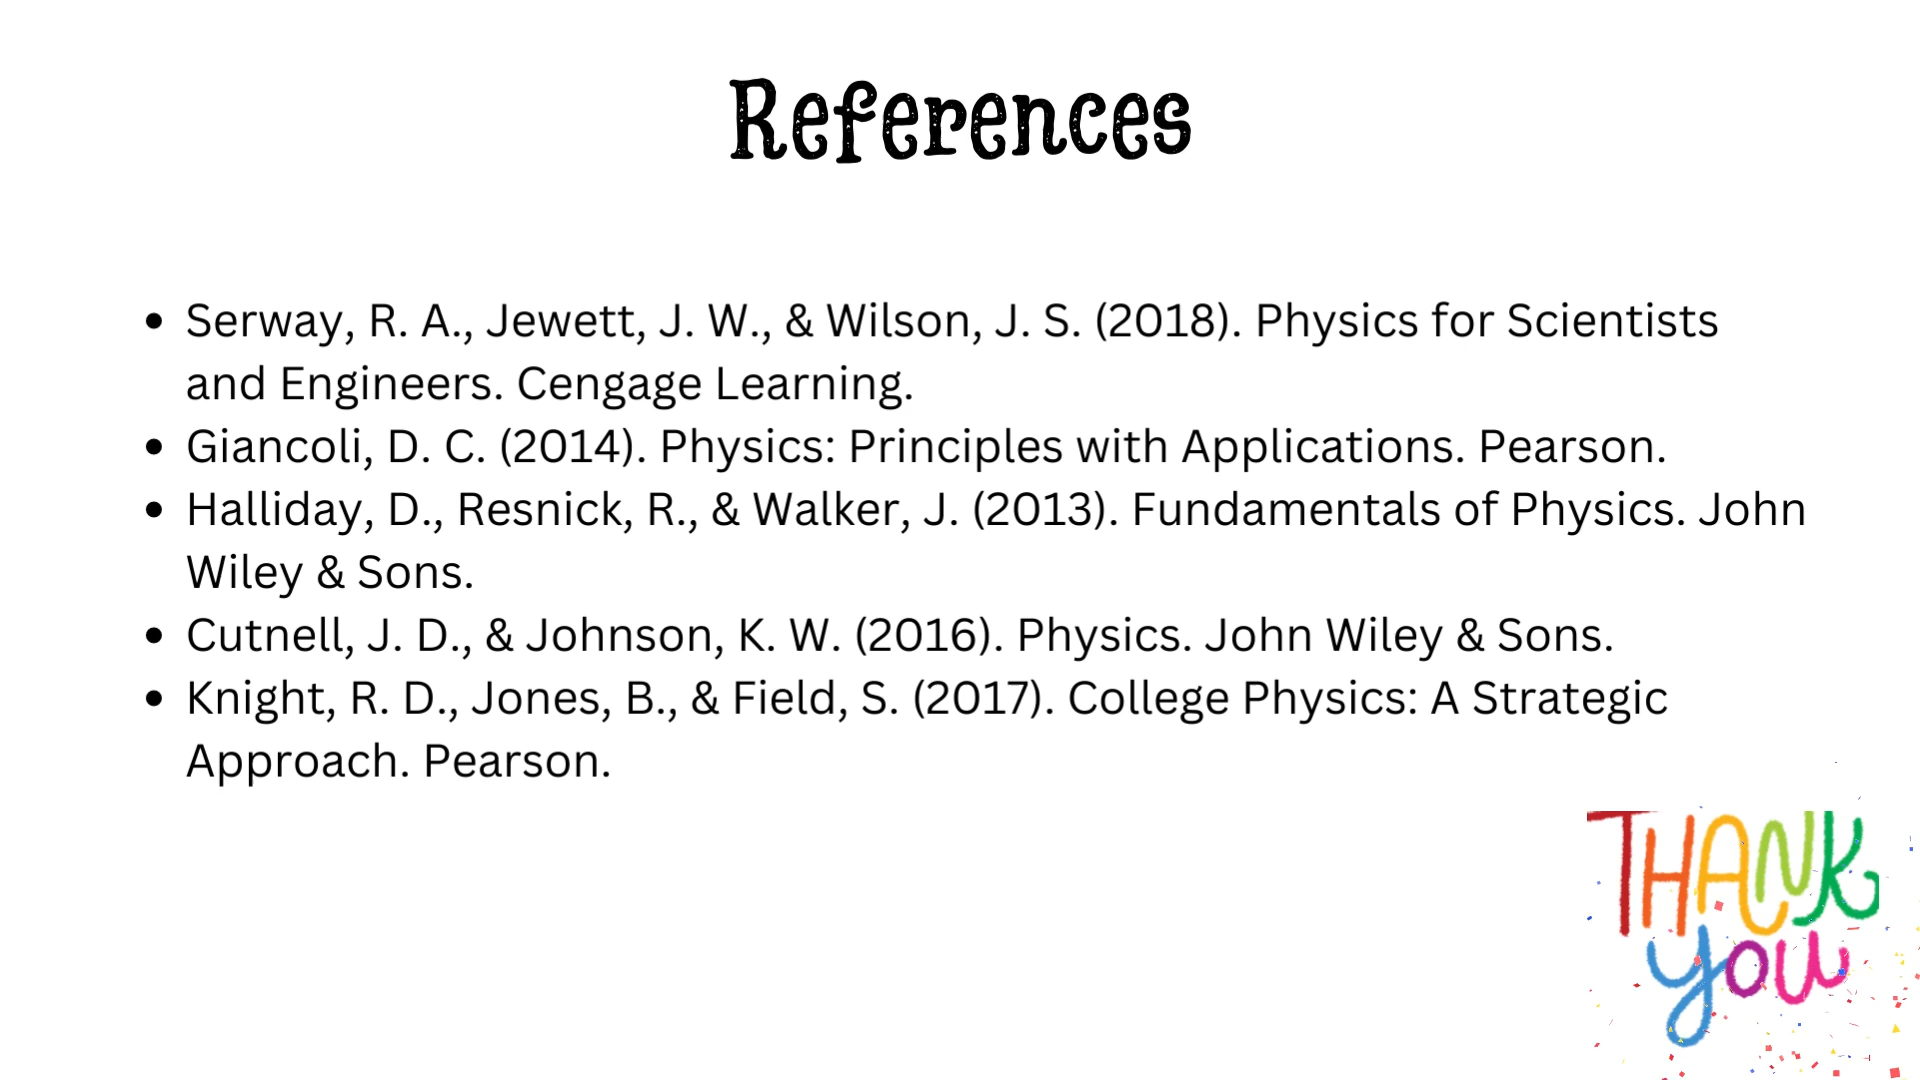 References
• Serway, R. A., Jewett, J. W., & Wilson, J. S. (2018). Physics for Scientists
and Engineers. Cengage Learning.
• Giancoli, D. C. (2014). Physics: Principles with Applications. Pearson.
• Halliday, D., Resnick, R., & Walker, J. (2013). Fundamentals of Physics. John
Wiley & Sons.
• Cutnell, J. D., & Johnson, K. W. (2016). Physics. John Wiley & Sons.
• Knight, R. D., Jones, B., & Field, S. (2017). College Physics: A Strategic
Approach. Pearson.
THANK
you